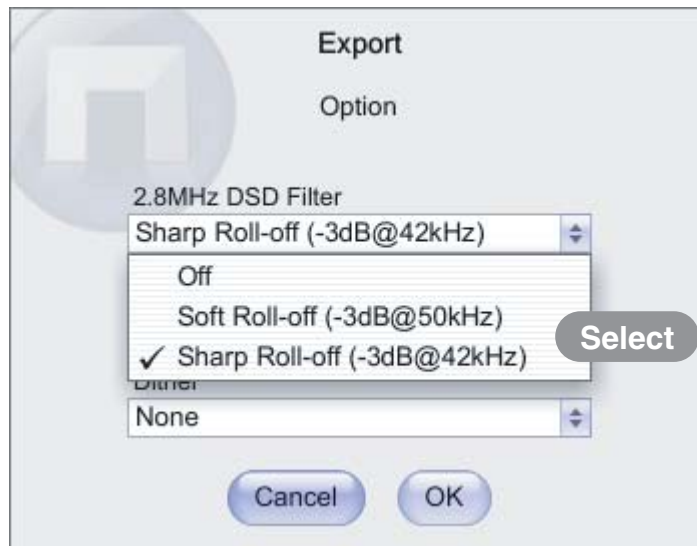 Export
Option
2.8MHz DSD Filter
Sharp Roll-off (-3dB@42kHz)
Off
Soft Roll-off (-3dB@50kHz)
✓ Sharp Roll-off (-3dB@42kHz)
Select
Dither
None
Cancel
OK